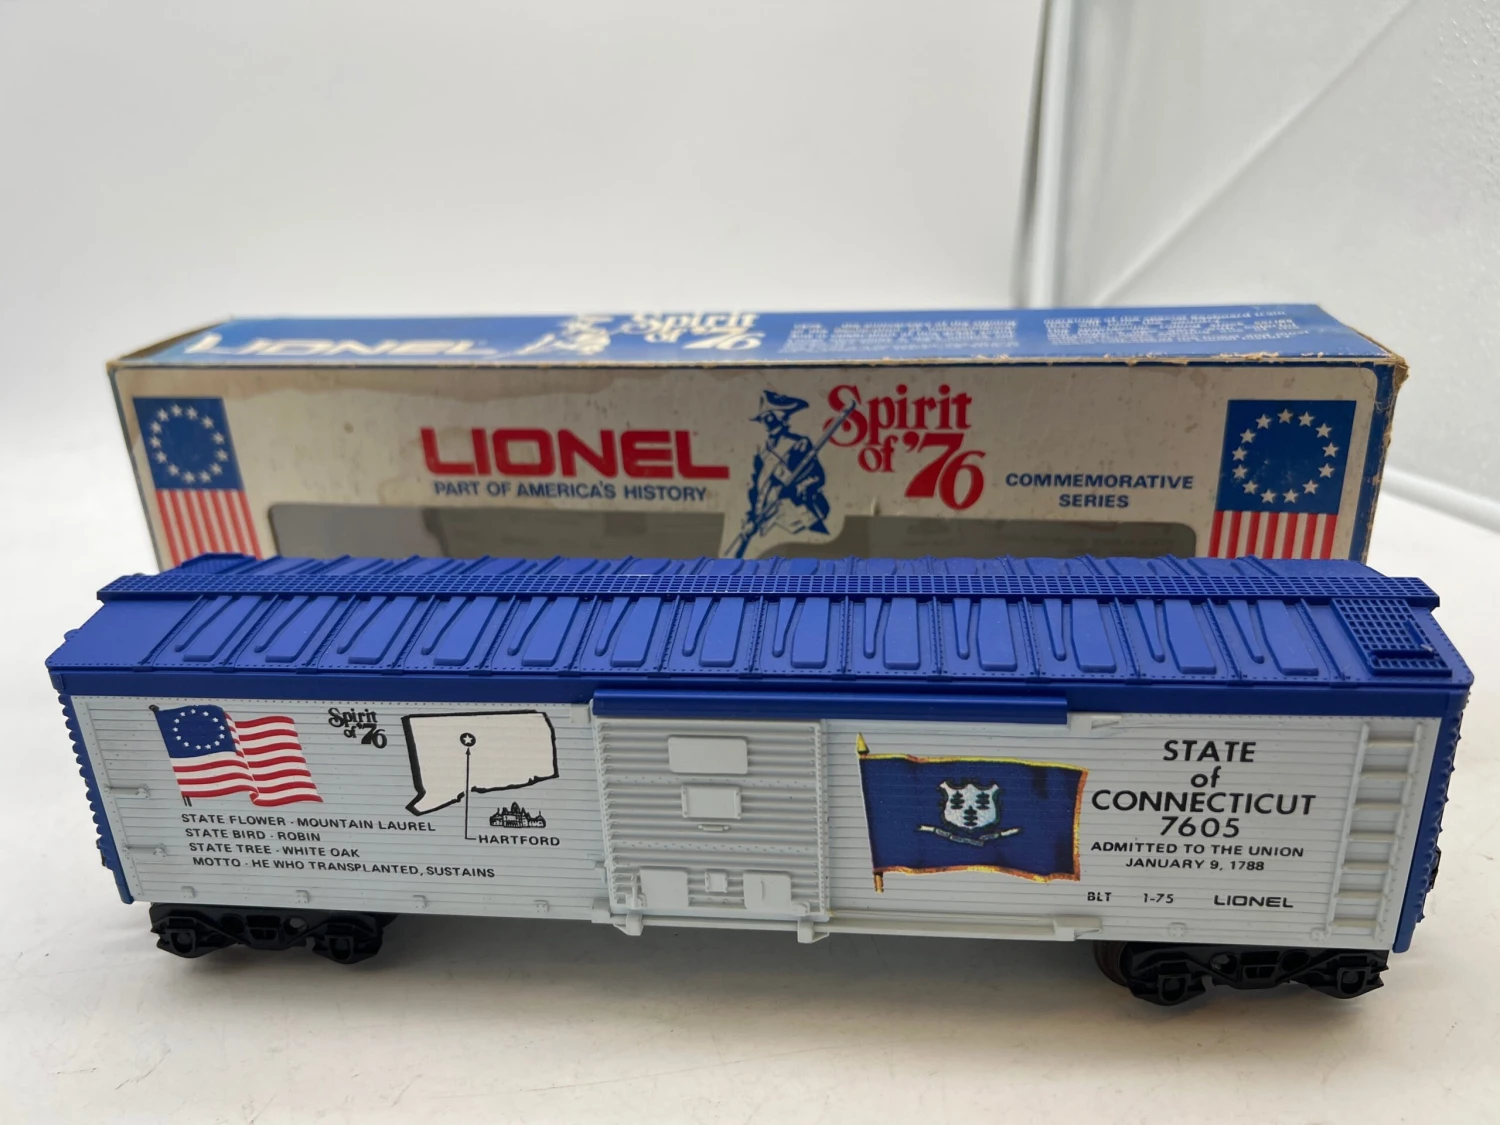 LIONEL
Spirit
of '76
LIONEL
PART OF AMERICA'S HISTORY
Spirit
of '76
COMMEMORATIVE
SERIES
Spirit
of '76
STATE FLOWER - MOUNTAIN LAUREL
STATE BIRD - ROBIN
STATE TREE - WHITE OAK
MOTTO - HE WHO TRANSPLANTED, SUSTAINS
HARTFORD
STATE
of
CONNECTICUT
7605
ADMITTED TO THE UNION
JANUARY 9, 1788
BLT 1-75 LIONEL